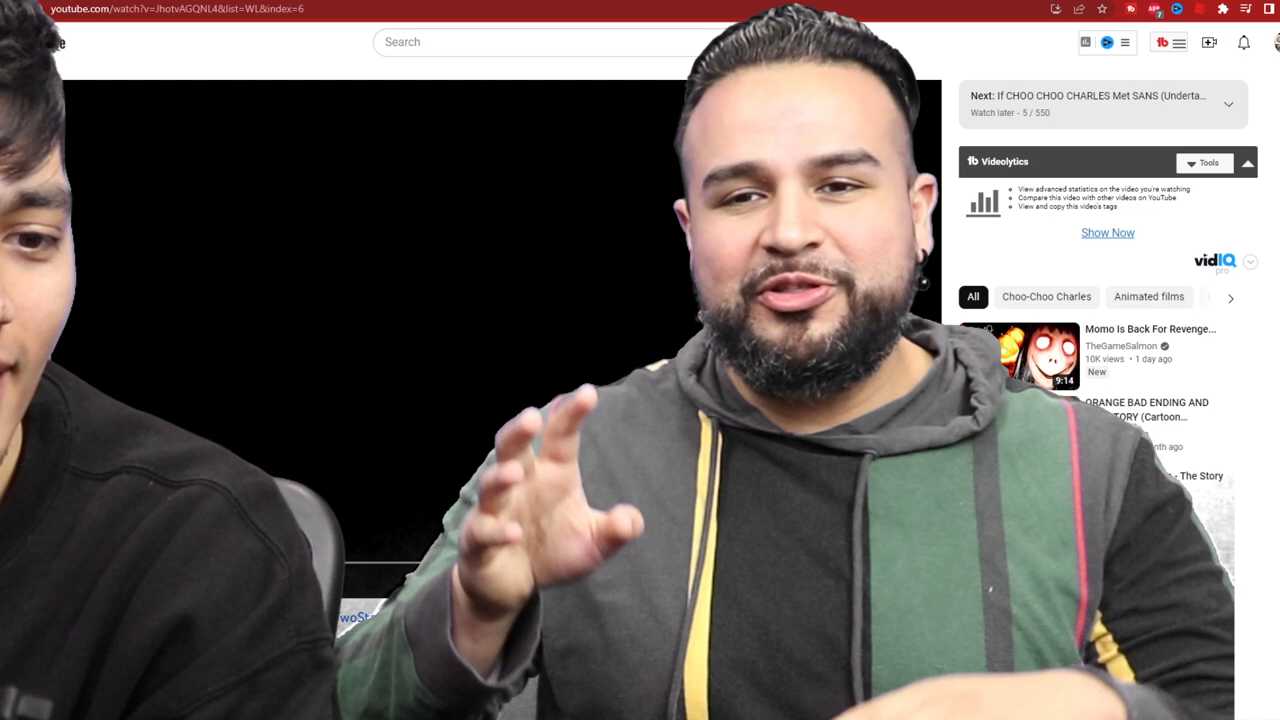 youtube.com/watch?v=JhotvAGQNL4&list=WL&index=6
Search
Next: If CHOO CHOO CHARLES Met SANS (Underta...
Watch later - 5 / 550
Videolytics
Tools
View advanced statistics on the video you're watching
Compare this video with other videos on YouTube
View and copy this video's tags
Show Now
vidIQ
pro
All
Choo-Choo Charles
Animated films
Momo Is Back For Revenge...
TheGameSalmon
10K views • 1 day ago
New
9:14
ORANGE BAD ENDING AND
TORY (Cartoon...
nth ago
- The Story